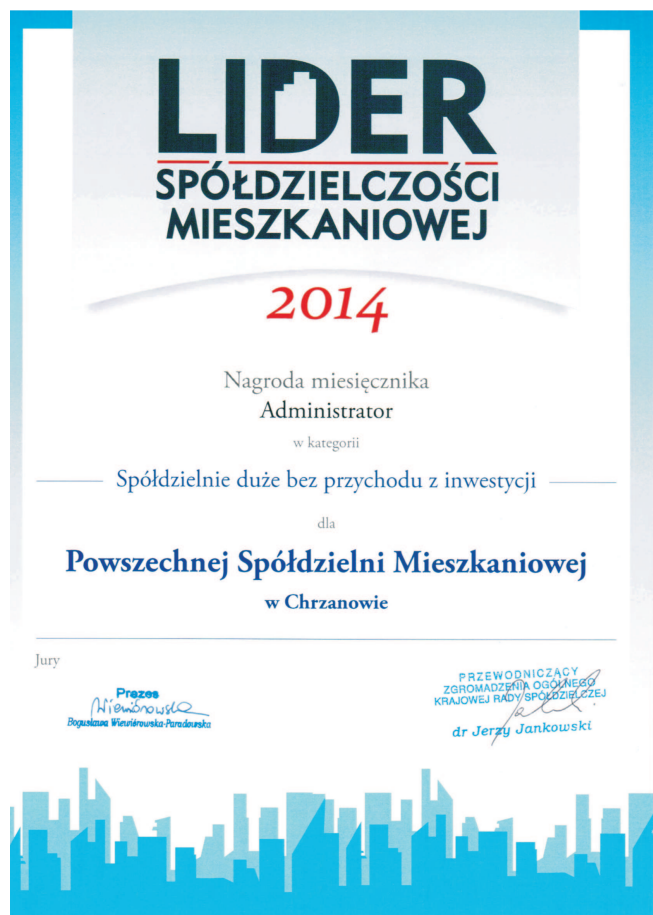 LIDER
SPÓŁDZIELCZOŚCI
MIESZKANIOWEJ
2014
Nagroda miesięcznika
Administrator
w kategorii
Spółdzielnie duże bez przychodu z inwestycji
dla
Powszechnej Spółdzielni Mieszkaniowej
w Chrzanowie
Jury
Prezes
Wiewiórowska
Bogusława Wiewiórowska-Paradowska
PRZEWODNICZĄCY
ZGROMADZENIA OGÓLNEGO
KRAJOWEJ RADY SPÓŁDZIELCZEJ
dr Jerzy Jankowski